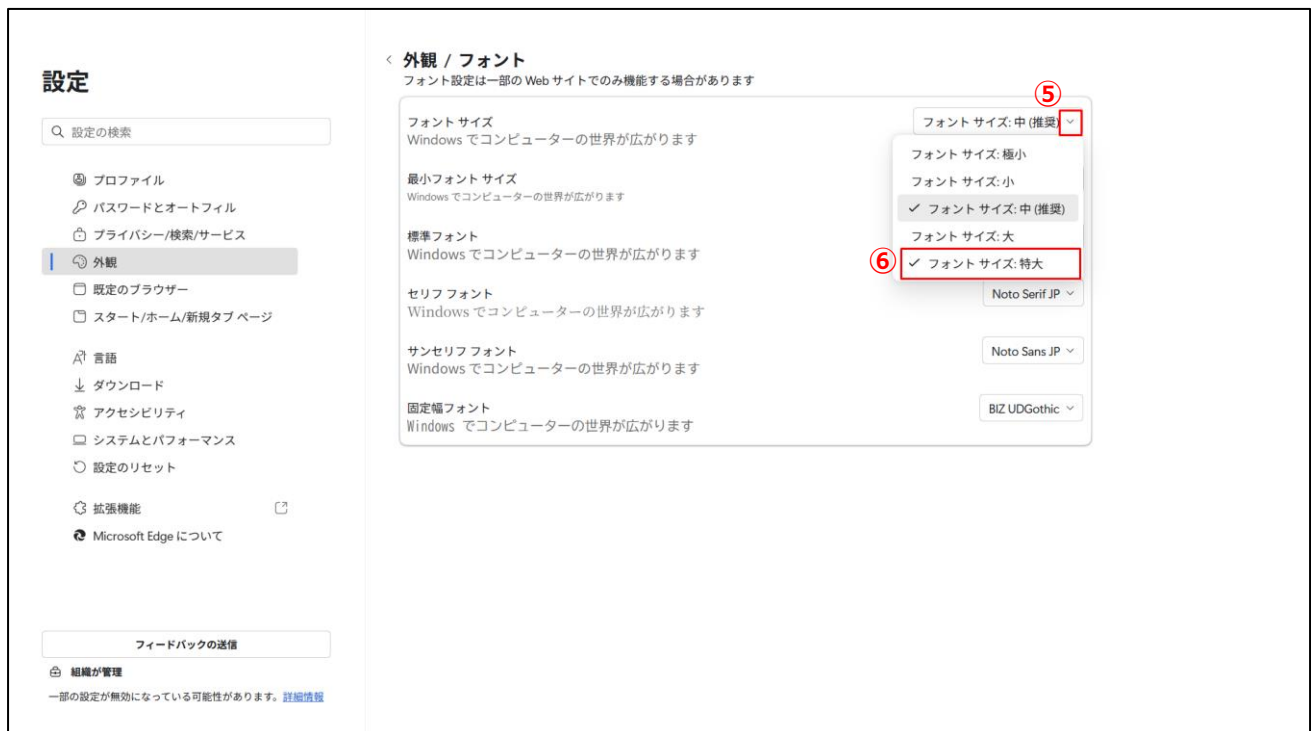 設定
設定の検索
プロファイル
パスワードとオートフィル
プライバシー/検索/サービス
外観
既定のブラウザー
スタート/ホーム/新規タブ ページ
言語
ダウンロード
アクセシビリティ
システムとパフォーマンス
設定のリセット
拡張機能
Microsoft Edge について
フィードバックの送信
組織が管理
一部の設定が無効になっている可能性があります。詳細情報
外観 / フォント
フォント設定は一部の Web サイトでのみ機能する場合があります
⑤
フォント サイズ
フォント サイズ: 中 (推奨)
Windows でコンピューターの世界が広がります
フォント サイズ: 極小
フォント サイズ: 小
フォント サイズ: 中 (推奨)
フォント サイズ: 大
⑥
フォント サイズ: 特大
最小フォント サイズ
Windows でコンピューターの世界が広がります
標準フォント
Windows でコンピューターの世界が広がります
セリフ フォント
Noto Serif JP
Windows でコンピューターの世界が広がります
サンセリフ フォント
Noto Sans JP
Windows でコンピューターの世界が広がります
固定幅フォント
BIZ UDGothic
Windows でコンピューターの世界が広がります